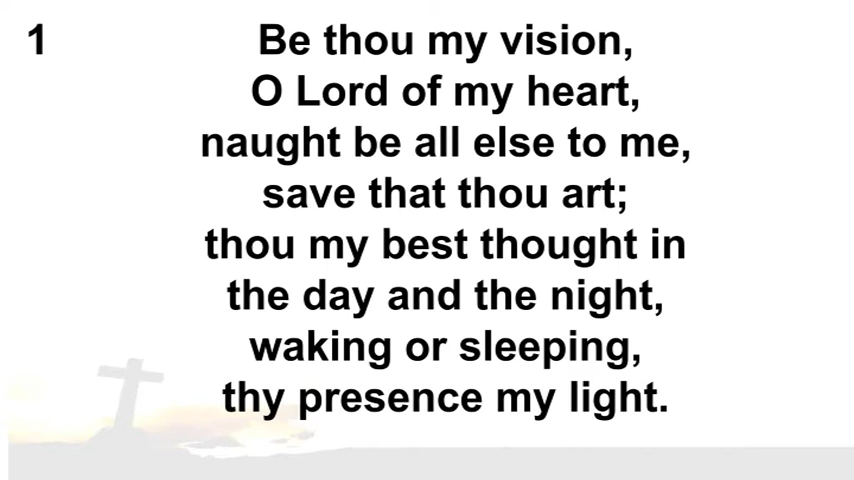 1
Be thou my vision,
O Lord of my heart,
naught be all else to me,
save that thou art;
thou my best thought in
the day and the night,
waking or sleeping,
thy presence my light.